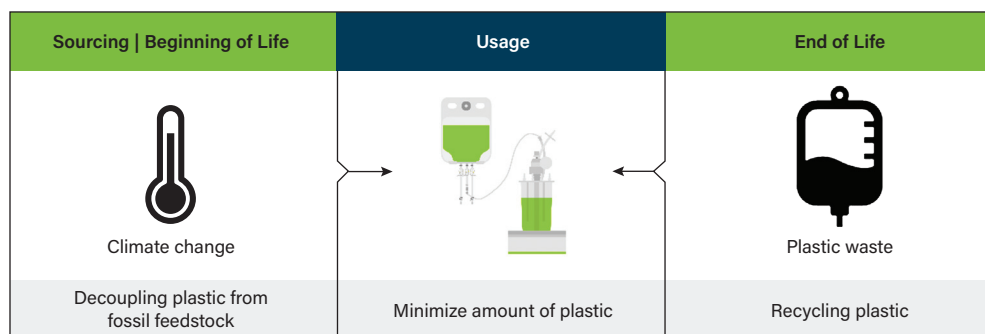 Sourcing | Beginning of Life
Usage
End of Life
Climate change
Plastic waste
Decoupling plastic from
fossil feedstock
Minimize amount of plastic
Recycling plastic